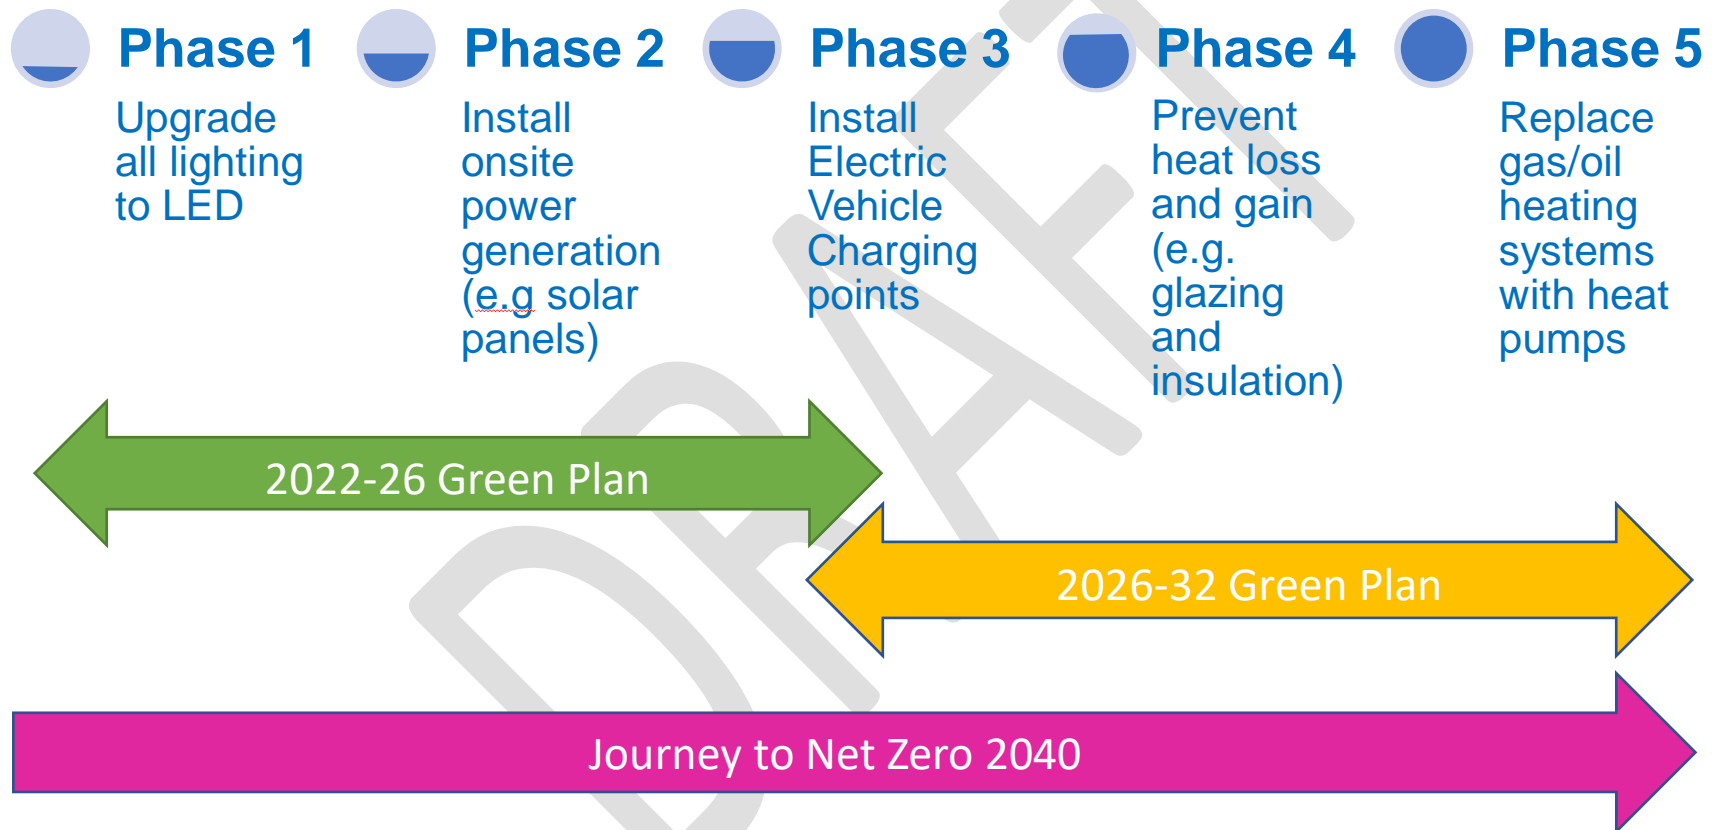 Phase 1
Upgrade
all lighting
to LED
Phase 2
Install
onsite
power
generation
(e.g solar
panels)
Phase 3
Install
Electric
Vehicle
Charging
points
Phase 4
Prevent
heat loss
and gain
(e.g.
glazing
and
insulation)
Phase 5
Replace
gas/oil
heating
systems
with heat
pumps
2022-26 Green Plan
2026-32 Green Plan
Journey to Net Zero 2040
DRAFT